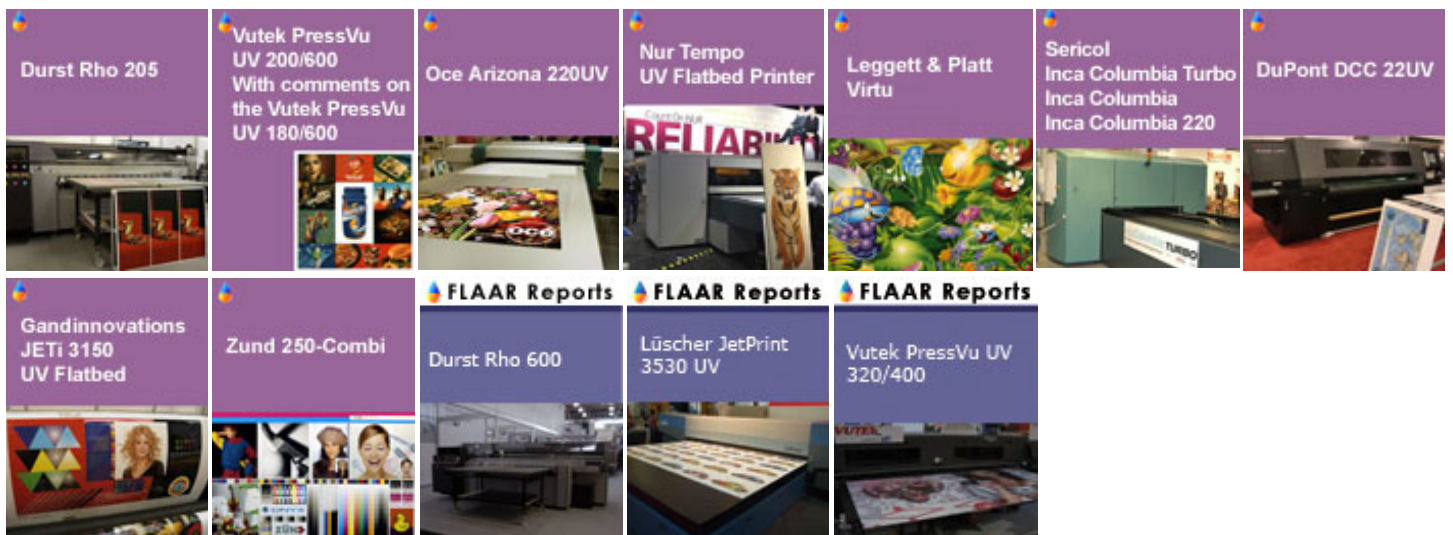 Durst Rho 205
Vutek PressVu
UV 200/600
With comments on
the Vutek PressVu
UV 180/600
Oce Arizona 220UV
OCE
Nur Tempo
UV Flatbed Printer
RELIABI
Leggett & Platt
Virtu
Sericol
Inca Columbia Turbo
Inca Columbia
Inca Columbia 220
TURBO
DuPont DCC 22UV
Gandinnovations
JETi 3150
UV Flatbed
Zund 250-Combi
FLAAR Reports
Durst Rho 600
FLAAR Reports
Lüscher JetPrint
3530 UV
FLAAR Reports
Vutek PressVu UV
320/400
VUTEK